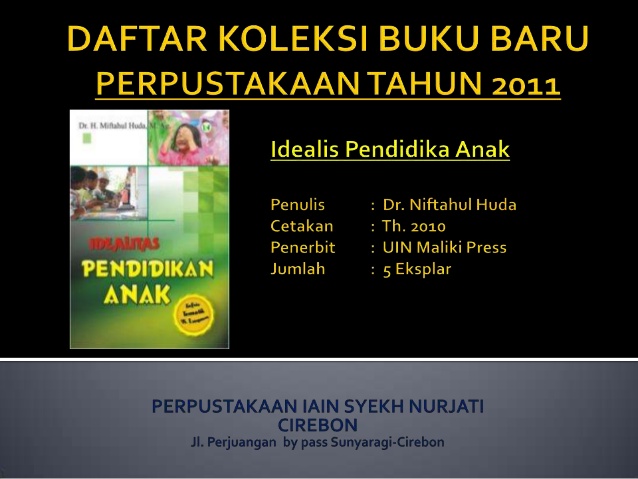 DAFTAR KOLEKSI BUKU BARU
PERPUSTAKAAN TAHUN 2011
Dr. H. Miftahul Huda, M.
IDEALITAS
PENDIDIKAN
ANAK
Idealis Pendidika Anak
Penulis : Dr. Niftahul Huda
Cetakan : Th. 2010
Penerbit : UIN Maliki Press
Jumlah : 5 Eksplar
PERPUSTAKAAN IAIN SYEKH NURJATI
CIREBON
Jl. Perjuangan by pass Sunyaragi-Cirebon